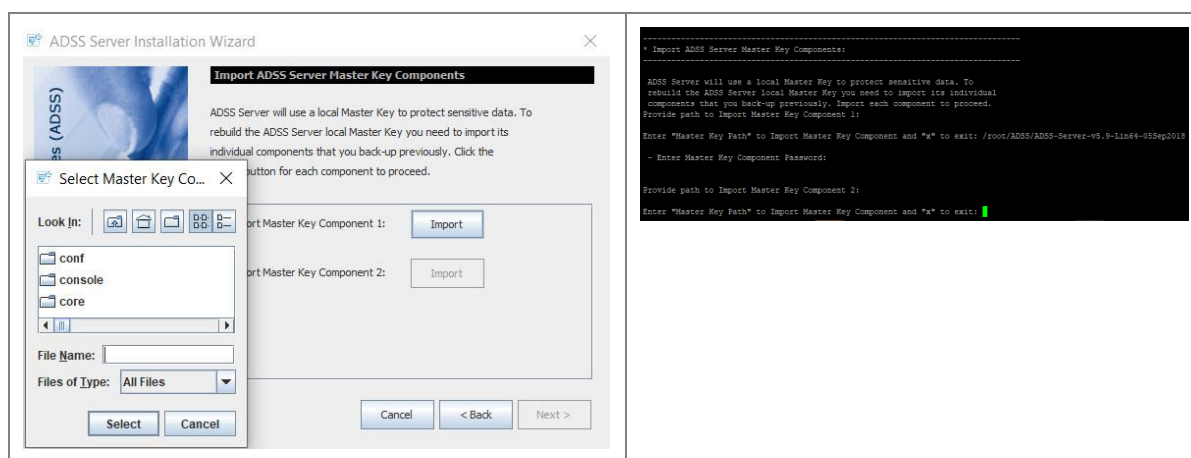 ADSS Server Installation Wizard
Import ADSS Server Master Key Components
ADSS Server will use a local Master Key to protect sensitive data. To
rebuild the ADSS Server local Master Key you need to import its
individual components that you back-up previously. Click the
utton for each component to proceed.
es (ADSS)
Select Master Key Co...
Look In:
conf
console
core
File Name:
Files of Type: All Files
Select Cancel
ort Master Key Component 1: Import
ort Master Key Component 2: Import
Cancel < Back Next >
* Import ADSS Server Master Key Components:
ADSS Server will use a local Master Key to protect sensitive data. To
rebuild the ADSS Server local Master Key you need to import its individual
components that you back-up previously. Import each component to proceed.
Provide path to Import Master Key Component 1:
Enter "Master Key Path" to Import Master Key Component and "x" to exit: /root/ADSS/ADSS-Server-v5.9-Lin64-05Sep2018
- Enter Master Key Component Password:
Provide path to Import Master Key Component 2:
Enter "Master Key Path" to Import Master Key Component and "x" to exit: